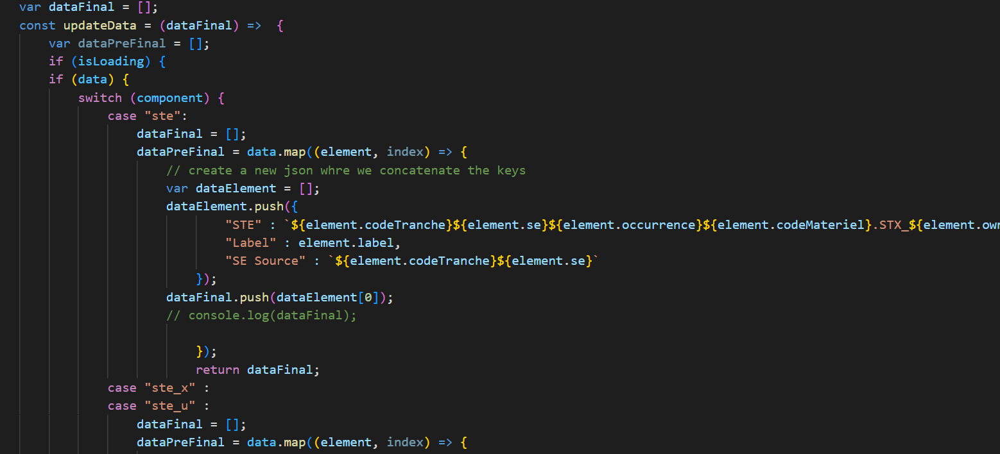 var dataFinal = [];
const updateData = (dataFinal) =>  {
    var dataPreFinal = [];
    if (isLoading) {
    if (data) {
        switch (component) {
            case "ste":
                dataFinal = [];
                dataPreFinal = data.map((element, index) => {
                    // create a new json whre we concatenate the keys
                    var dataElement = [];
                    dataElement.push({
                            "STE" : `${element.codeTranche}${element.se}${element.occurrence}${element.codeMateriel}.STX_${element.own
                            "Label" : element.label,
                            "SE Source" : `${element.codeTranche}${element.se}`
                        });
                    dataFinal.push(dataElement[0]);
                    // console.log(dataFinal);
                        });
                        return dataFinal;
            case "ste_x" :
            case "ste_u" :
                dataFinal = [];
                dataPreFinal = data.map((element, index) => {